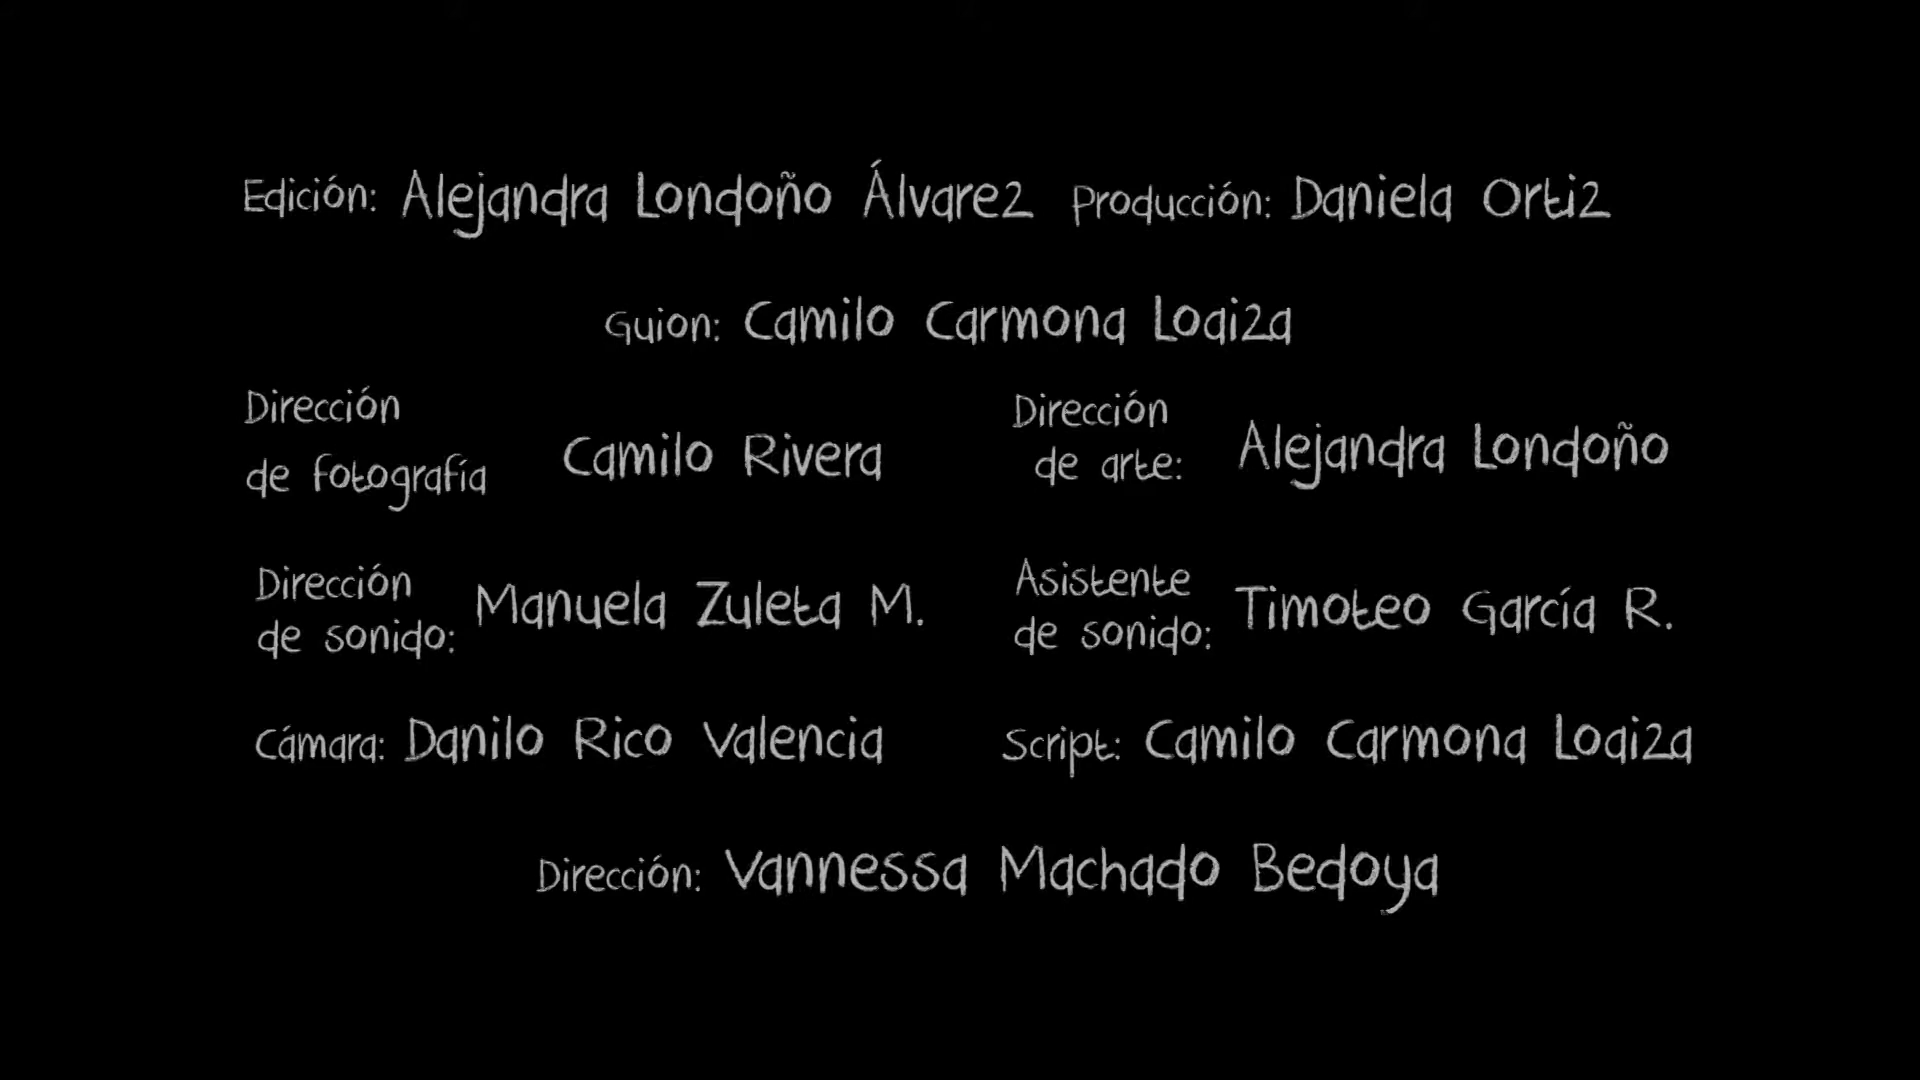 Edición: Alejandra Londoño Álvarez Producción: Daniela Ortiz
Guion: Camilo Carmona Loaiza
Dirección
de fotografía Camilo Rivera
Dirección
de arte: Alejandra Londoño
Dirección
de sonido: Manuela Zuleta M.
Asistente
de sonido: Timoteo García R.
Cámara: Danilo Rico Valencia
Script: Camilo Carmona Loaiza
Dirección: Vannessa Machado Bedoya